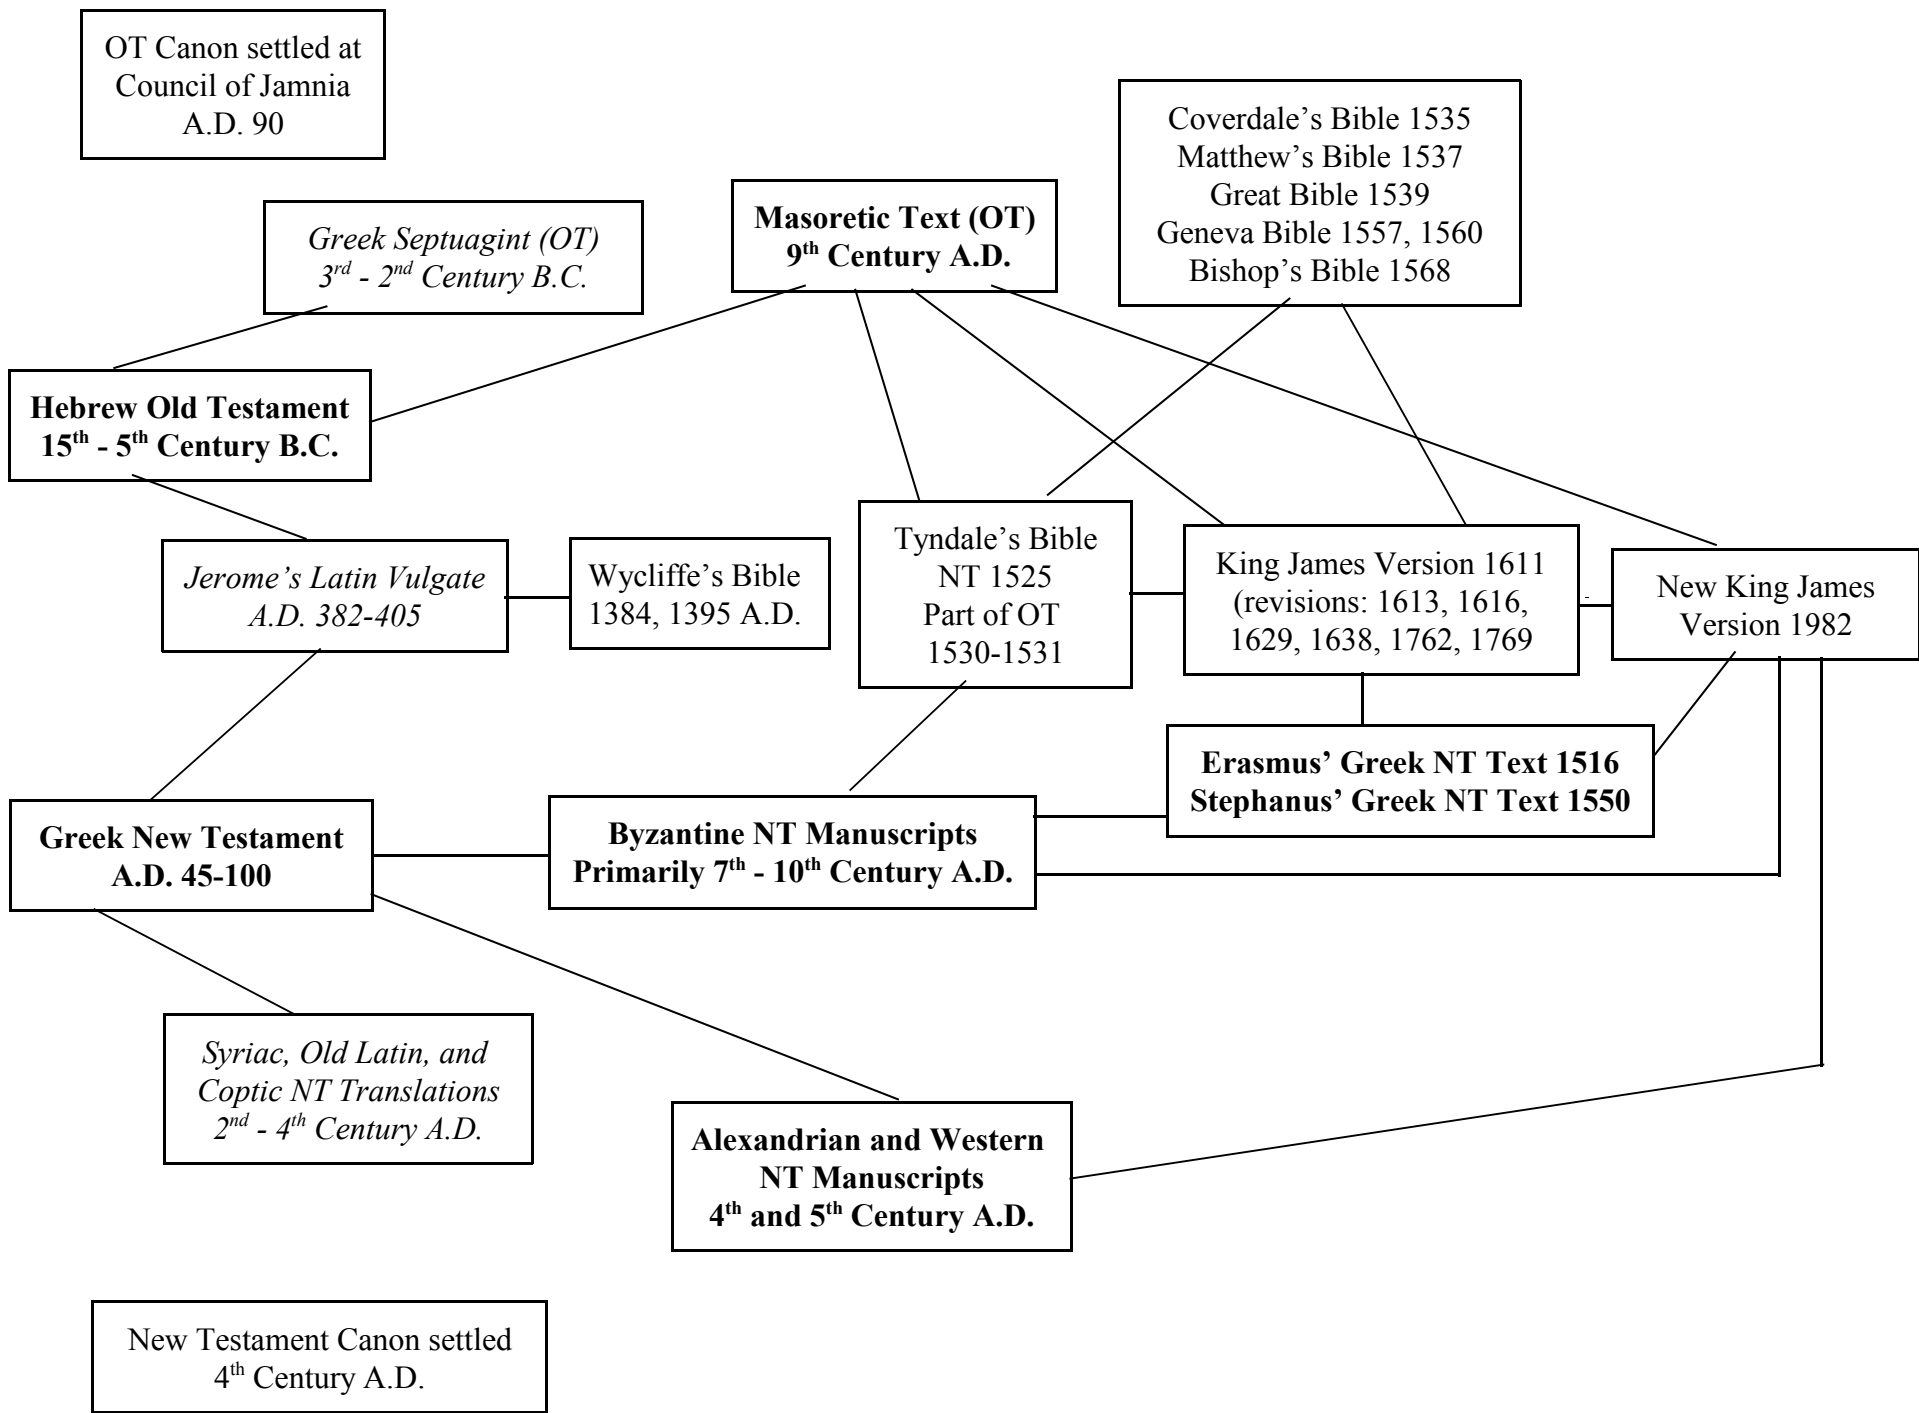 OT Canon settled at
Council of Jamnia
A.D. 90
Coverdale’s Bible 1535
Matthew’s Bible 1537
Great Bible 1539
Geneva Bible 1557, 1560
Bishop’s Bible 1568
Masoretic Text (OT)
9th Century A.D.
Greek Septuagint (OT)
3rd - 2nd Century B.C.
Hebrew Old Testament
15th - 5th Century B.C.
Jerome’s Latin Vulgate
A.D. 382-405
Wycliffe’s Bible
1384, 1395 A.D.
Tyndale’s Bible
NT 1525
Part of OT
1530-1531
King James Version 1611
(revisions: 1613, 1616,
1629, 1638, 1762, 1769
New King James
Version 1982
Erasmus’ Greek NT Text 1516
Stephanus’ Greek NT Text 1550
Greek New Testament
A.D. 45-100
Byzantine NT Manuscripts
Primarily 7th - 10th Century A.D.
Syriac, Old Latin, and
Coptic NT Translations
2nd - 4th Century A.D.
Alexandrian and Western
NT Manuscripts
4th and 5th Century A.D.
New Testament Canon settled
4th Century A.D.